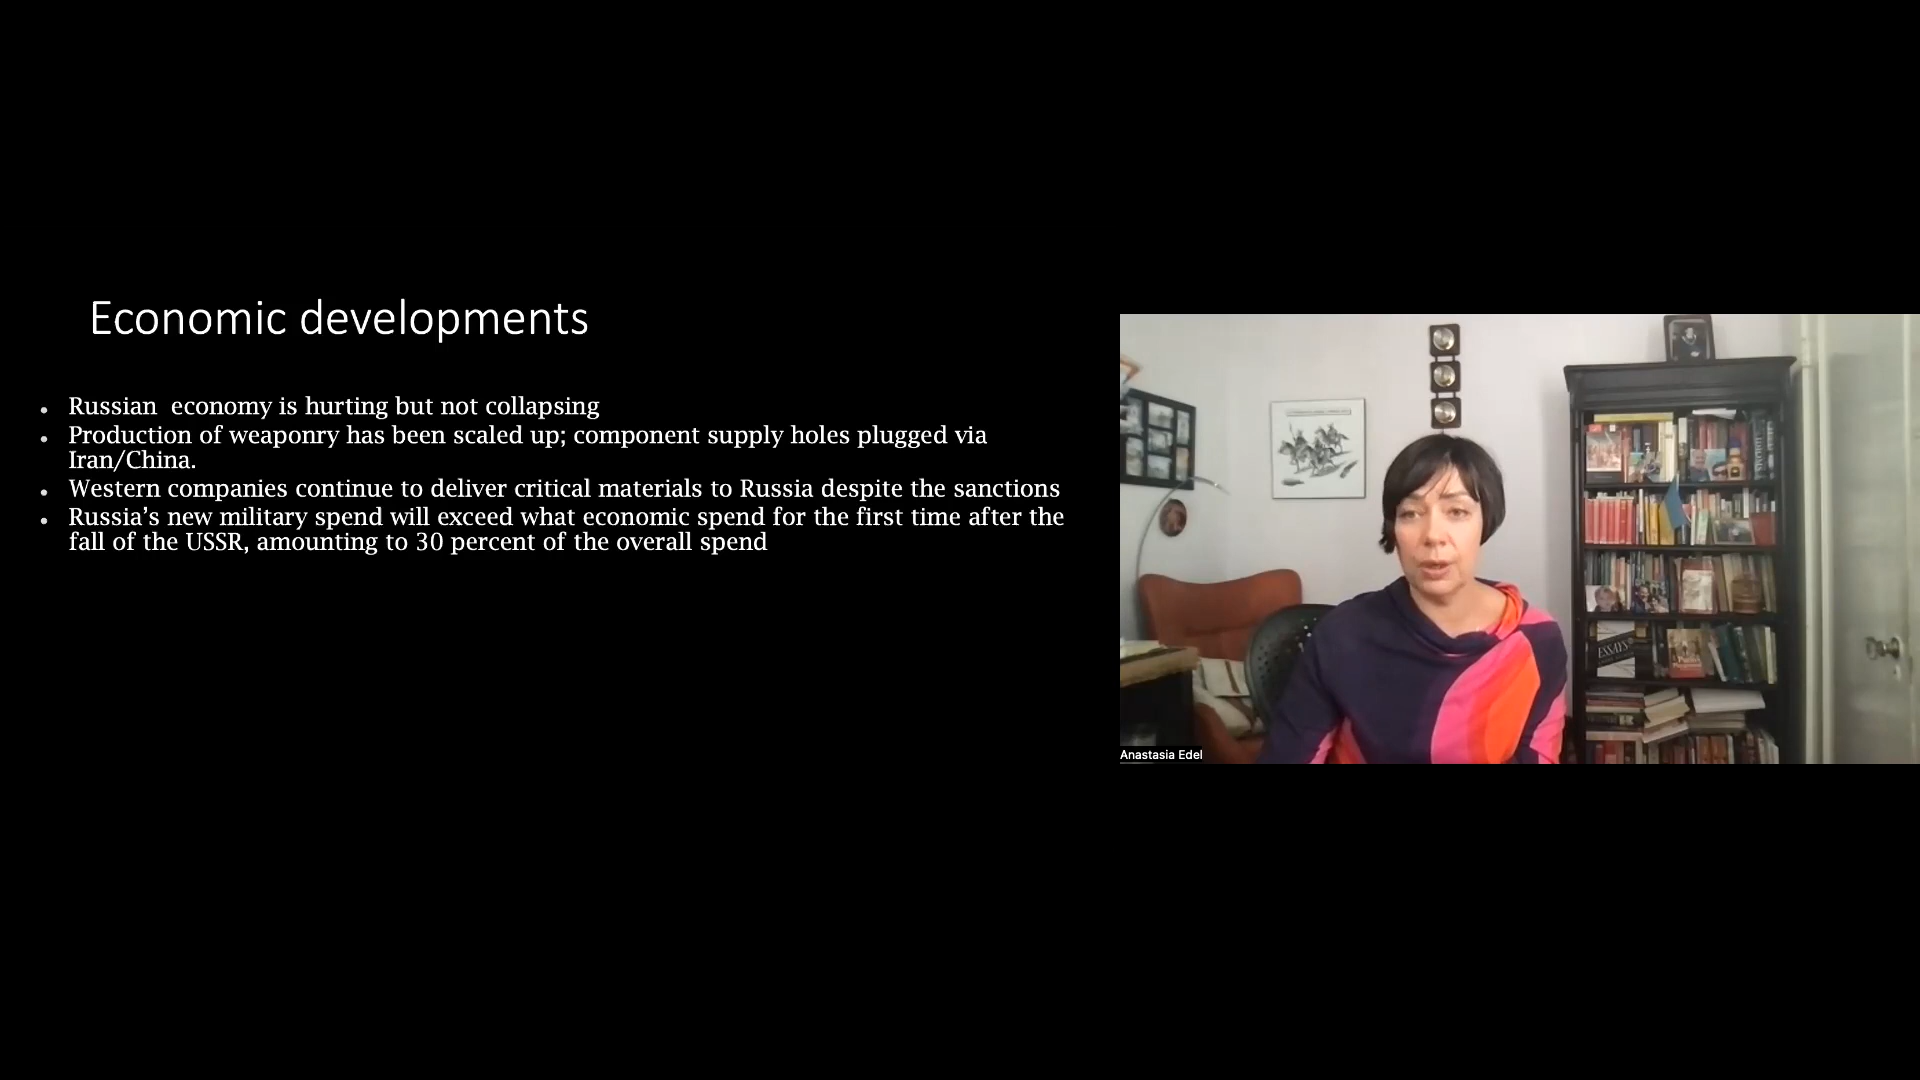 Economic developments
• Russian  economy is hurting but not collapsing
• Production of weaponry has been scaled up; component supply holes plugged via
Iran/China.
• Western companies continue to deliver critical materials to Russia despite the sanctions
• Russia’s new military spend will exceed what economic spend for the first time after the
fall of the USSR, amounting to 30 percent of the overall spend
ESSAYS
Anastasia Edel